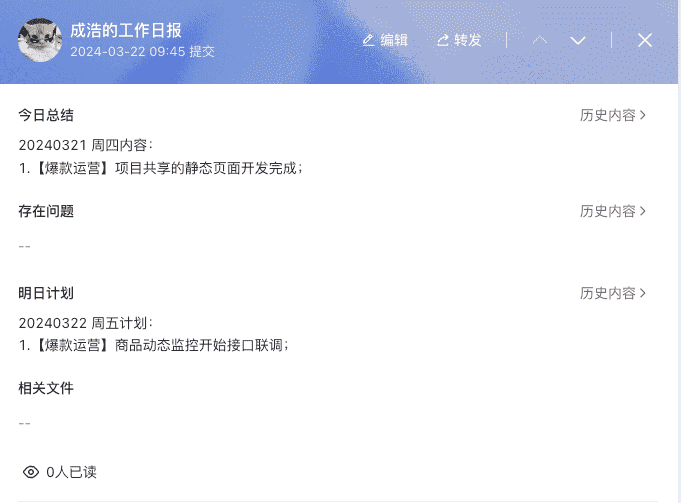 成浩的工作日报
2024-03-22 09:45 提交
编辑
转发
今日总结
历史内容
20240321 周四内容：
1.【爆款运营】项目共享的静态页面开发完成；
存在问题
历史内容
--
明日计划
历史内容
20240322 周五计划：
1.【爆款运营】商品动态监控开始接口联调；
相关文件
--
0人已读